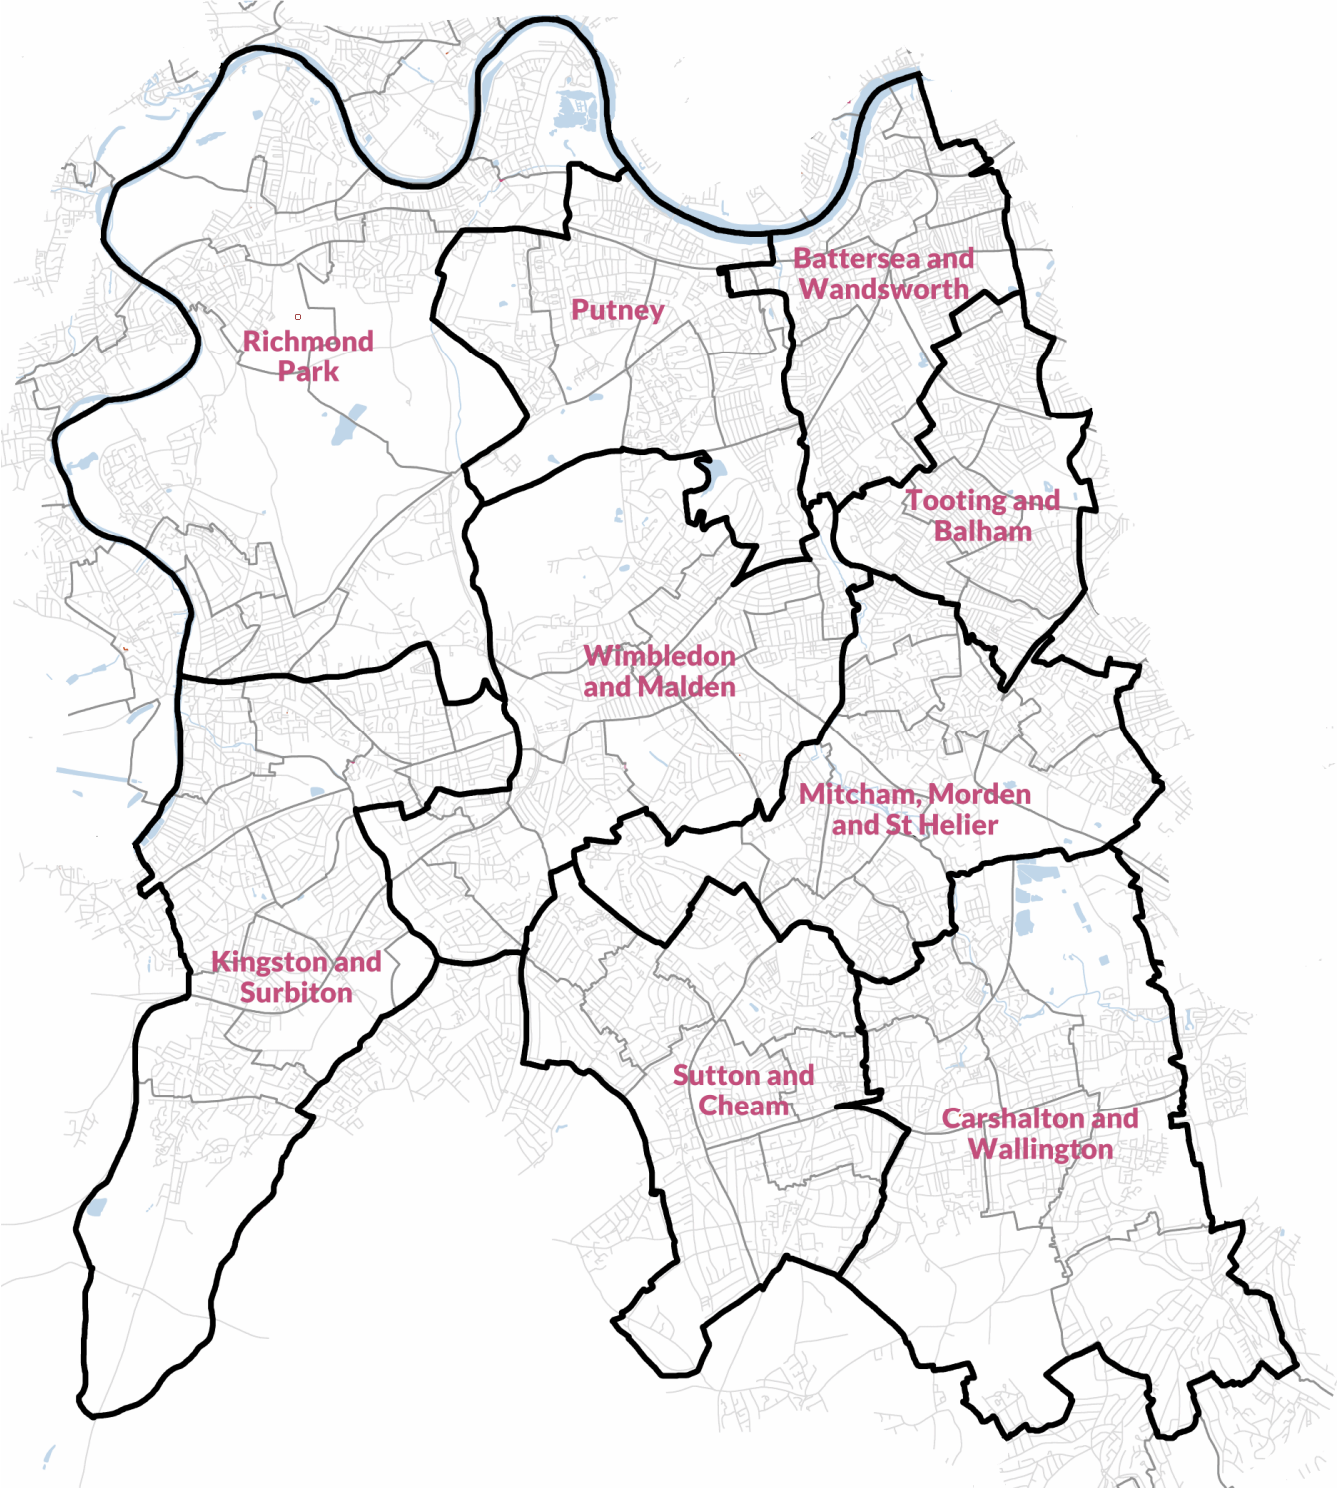 Battersea and
Wandsworth
Putney
Richmond
Park
Tooting and
Balham
Wimbledon
and Malden
Mitcham, Morden
and St Helier
Kingston and
Surbiton
Sutton and
Cheam
Carshalton and
Wallington